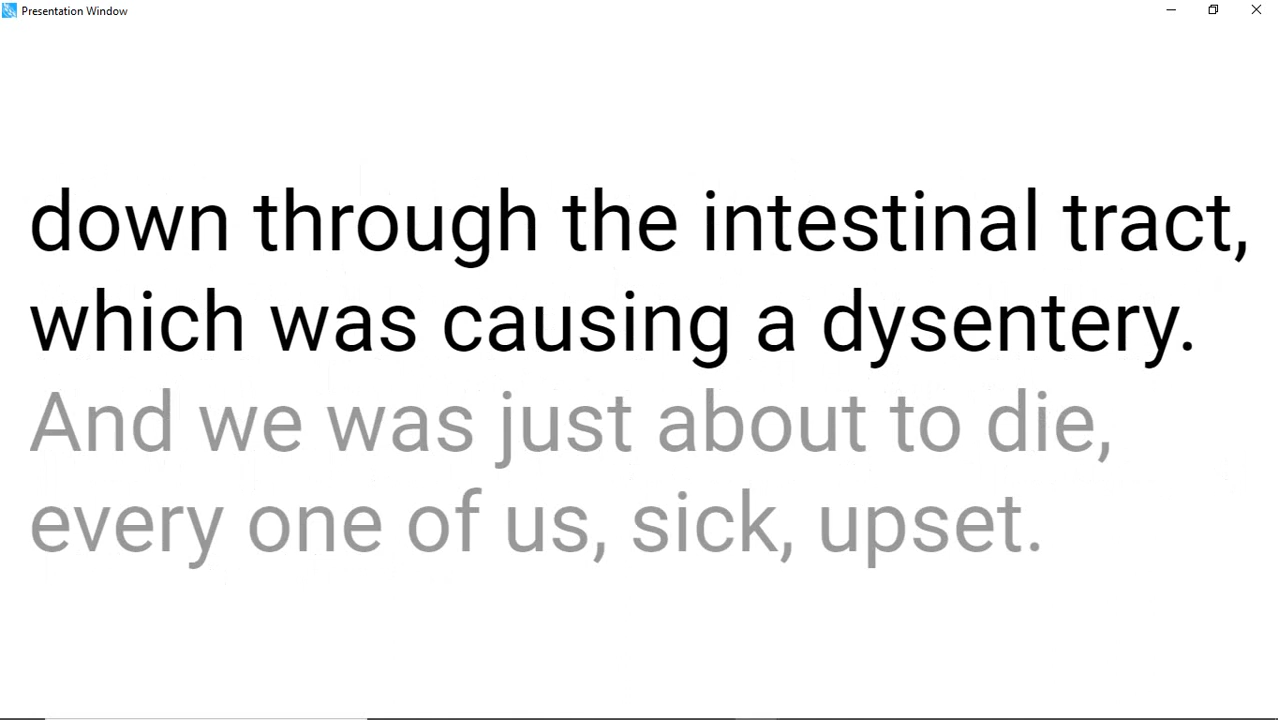 Presentation Window
down through the intestinal tract,
which was causing a dysentery.
And we was just about to die,
every one of us, sick, upset.